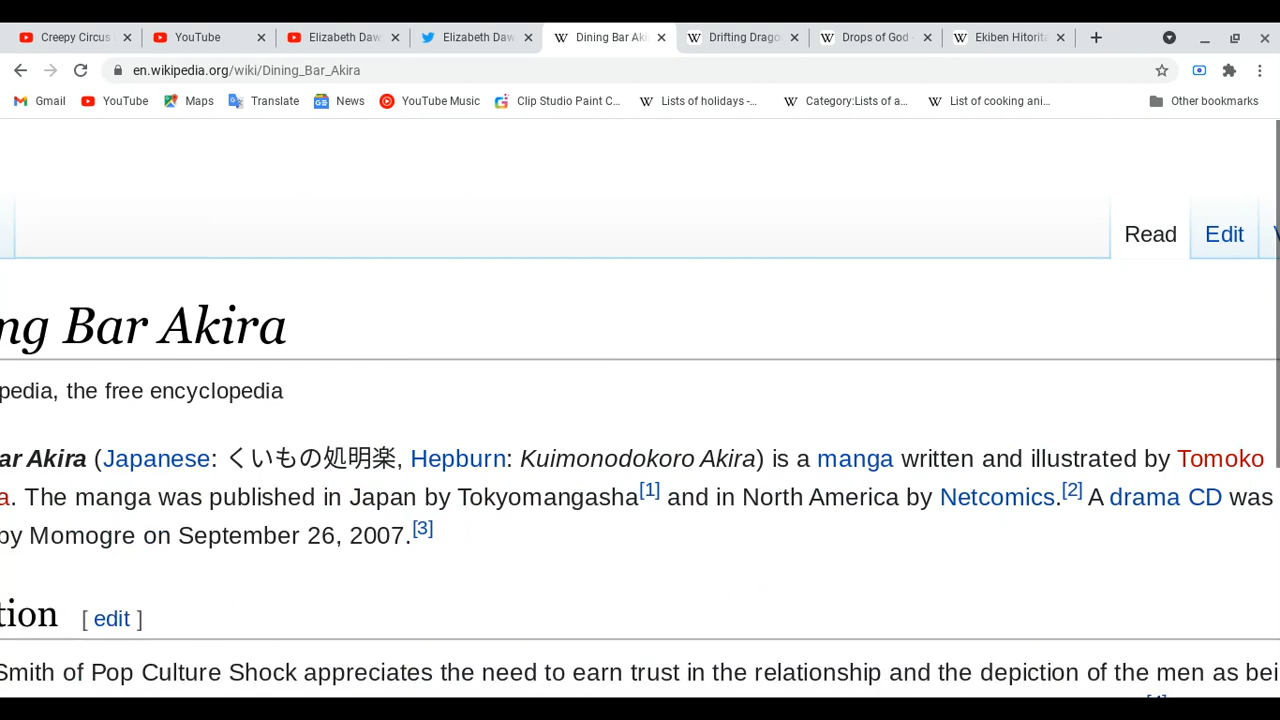 Creepy Circus YouTube Elizabeth Daw Elizabeth Daw Dining Bar Aki Drifting Drago Drops of God - Ekiben Hitorita
en.wikipedia.org/wiki/Dining_Bar_Akira
Gmail YouTube Maps Translate News YouTube Music Clip Studio Paint C... Lists of holidays -... Category:Lists of a... List of cooking ani... Other bookmarks
Read Edit
ng Bar Akira
pedia, the free encyclopedia
ar Akira (Japanese: くいもの処明楽, Hepburn: Kuimonodokoro Akira) is a manga written and illustrated by Tomoko
a. The manga was published in Japan by Tokyomangasha[1] and in North America by Netcomics.[2] A drama CD was
by Momogre on September 26, 2007.[3]
tion [ edit ]
Smith of Pop Culture Shock appreciates the need to earn trust in the relationship and the depiction of the men as bei